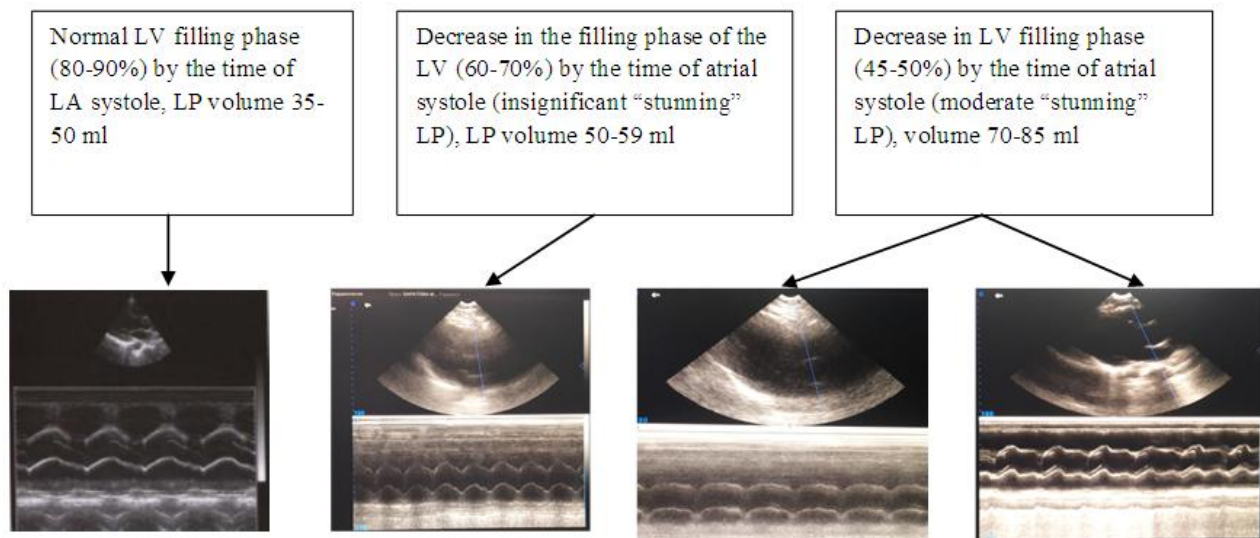 Normal LV filling phase
(80-90%) by the time of
LA systole, LP volume 35-
50 ml
Decrease in the filling phase of the
LV (60-70%) by the time of atrial
systole (insignificant “stunning”
LP), LP volume 50-59 ml
Decrease in LV filling phase
(45-50%) by the time of atrial
systole (moderate “stunning”
LP), volume 70-85 ml